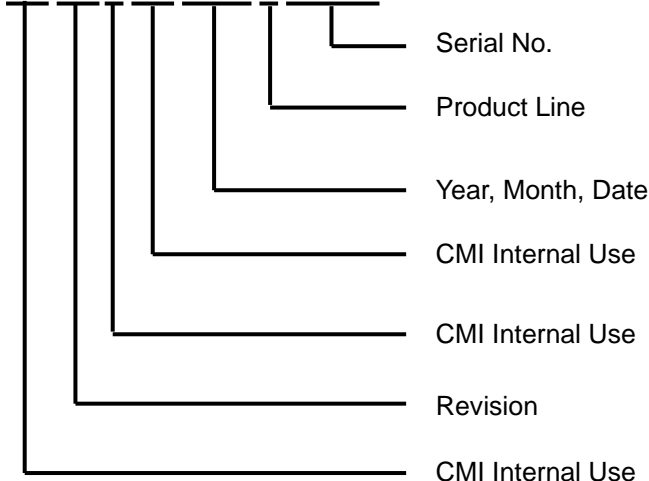 Serial No.
Product Line
Year, Month, Date
CMI Internal Use
CMI Internal Use
Revision
CMI Internal Use